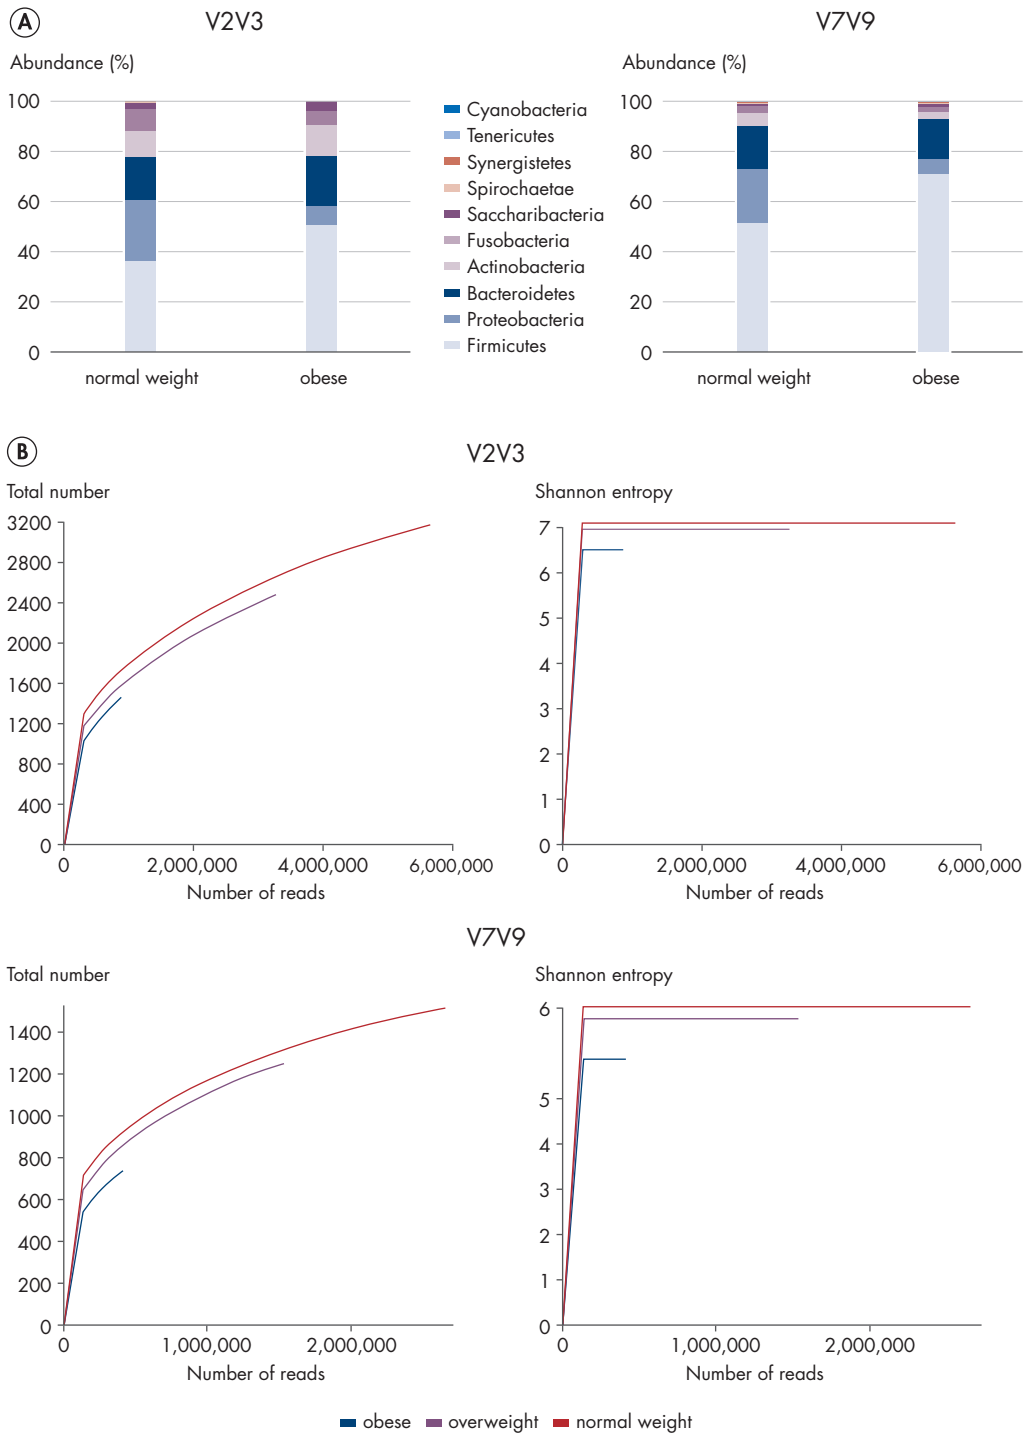 A
V2V3
V7V9
Abundance (%)
Abundance (%)
100
80
60
40
20
0
normal weight
obese
Cyanobacteria
Tenericutes
Synergistetes
Spirochaetae
Saccharibacteria
Fusobacteria
Actinobacteria
Bacteroidetes
Proteobacteria
Firmicutes
100
80
60
40
20
0
normal weight
obese
B
V2V3
Total number
3200
2800
2400
2000
1600
1200
800
400
0
0
2,000,000
4,000,000
6,000,000
Number of reads
Shannon entropy
7
6
5
4
3
2
1
0
0
2,000,000
4,000,000
6,000,000
Number of reads
V7V9
Total number
1400
1200
1000
800
600
400
200
0
0
1,000,000
2,000,000
Number of reads
Shannon entropy
6
5
4
3
2
1
0
0
1,000,000
2,000,000
Number of reads
obese
overweight
normal weight